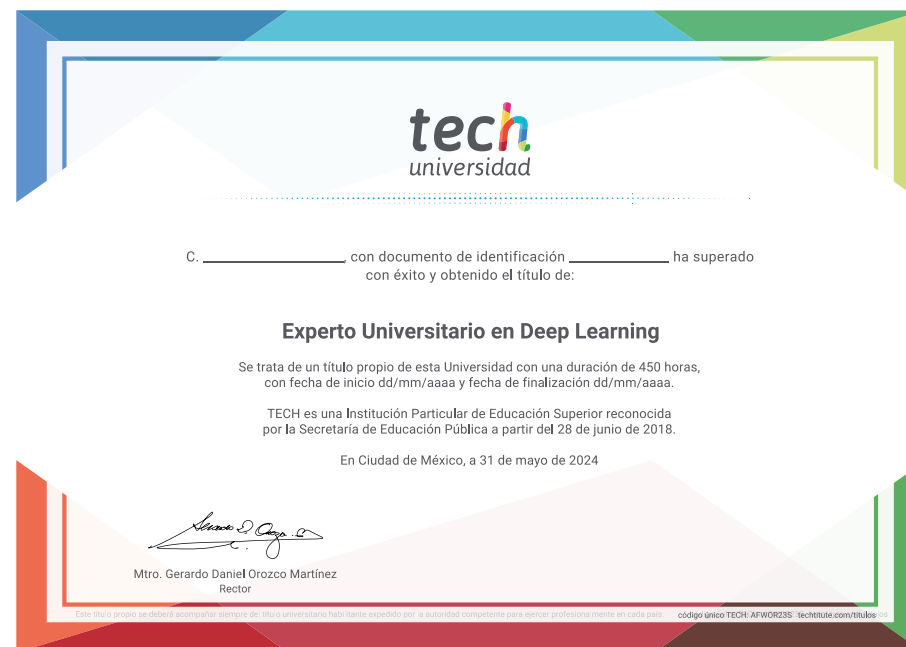 tech
universidad
C. ____________________, con documento de identificación ______________ ha superado
con éxito y obtenido el título de:
Experto Universitario en Deep Learning
Se trata de un título propio de esta Universidad con una duración de 450 horas,
con fecha de inicio dd/mm/aaaa y fecha de finalización dd/mm/aaaa.
TECH es una Institución Particular de Educación Superior reconocida
por la Secretaría de Educación Pública a partir del 28 de junio de 2018.
En Ciudad de México, a 31 de mayo de 2024
Mtro. Gerardo Daniel Orozco Martínez
Rector
Este título propio se deberá acompañar siempre del título universitario habilitante expedido por la autoridad competente para ejercer profesionalmente en cada país. código único TECH: AFWOR23S techtitute.com/titulos